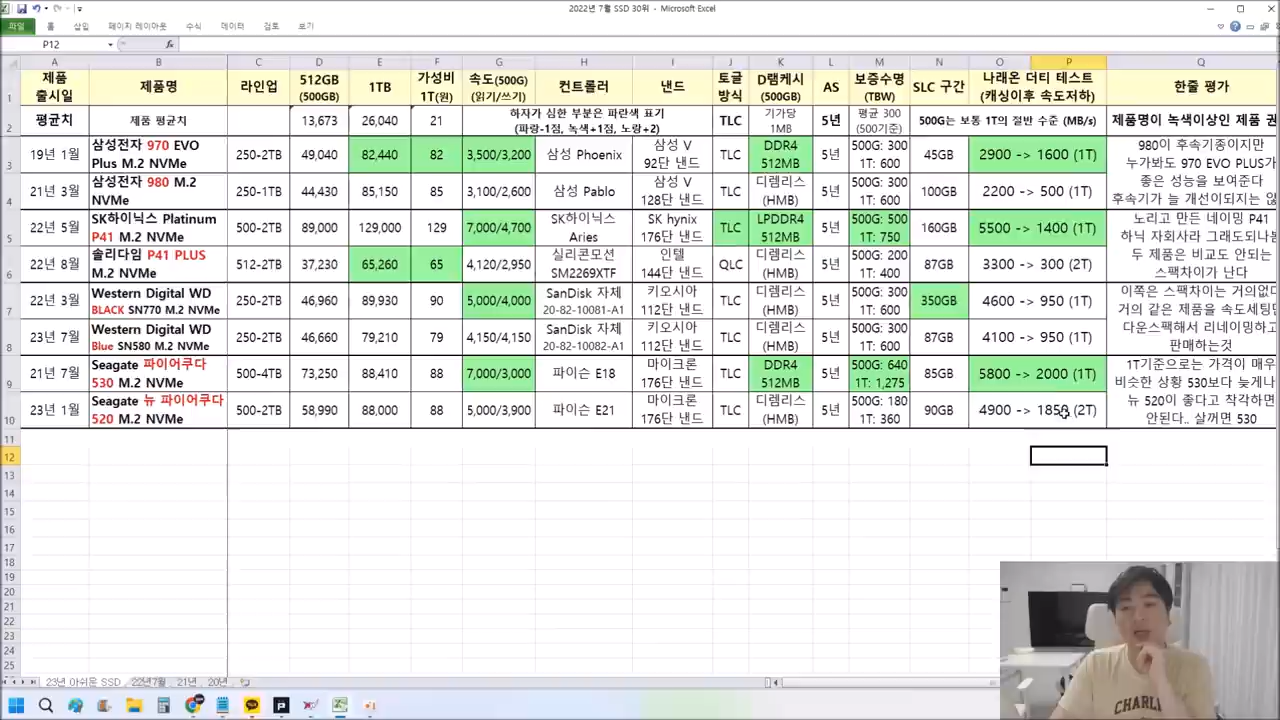 2022년 7월 SSD 30위 - Microsoft Excel
파일 홈 삽입 페이지 레이아웃 수식 데이터 검토 보기
P12 fx
A B C D E F G H I J K L M N O P Q
1 제품 출시일 제품명 라인업 512GB (500GB) 1TB 가성비 1T(원) 속도(500G) (읽기/쓰기) 컨트롤러 낸드 토글 방식 D램캐시 (500GB) AS 보증수명 (TBW) SLC 구간 나래온 더티 테스트 (캐싱이후 속도저하) 한줄 평가
2 평균치 제품 평균치 13,673 26,040 21 하자가 심한 부분은 파란색 표기 (파랑-1점, 녹색+1점, 노랑+2) TLC 기가당 1MB 5년 평균 300 (500기준) 500G는 보통 1T의 절반 수준 (MB/s) 제품명이 녹색이상인 제품 권
3 19년 1월 삼성전자 970 EVO Plus M.2 NVMe 250-2TB 49,040 82,440 82 3,500/3,200 삼성 Phoenix 삼성 V 92단 낸드 TLC DDR4 512MB 5년 500G: 300 1T: 600 45GB 2900 -> 1600 (1T) 980이 후속기종이지만 누가봐도 970 EVO PLUS가
4 21년 3월 삼성전자 980 M.2 NVMe 250-1TB 44,430 85,150 85 3,100/2,600 삼성 Pablo 삼성 V 128단 낸드 TLC 디렘리스 (HMB) 5년 500G: 300 1T: 600 100GB 2200 -> 500 (1T) 좋은 성능을 보여준다 후속기가 늘 개선이되지는 않
5 22년 5월 SK하이닉스 Platinum P41 M.2 NVMe 500-2TB 89,000 129,000 129 7,000/4,700 SK하이닉스 Aries SK hynix 176단 낸드 TLC LPDDR4 512MB 5년 500G: 500 1T: 750 160GB 5500 -> 1400 (1T) 노리고 만든 네이밍 P41 하닉 자회사라 그래도되나봄
6 22년 8월 솔리다임 P41 PLUS M.2 NVMe 512-2TB 37,230 65,260 65 4,120/2,950 실리콘모션 SM2269XTF 인텔 144단 낸드 QLC 디렘리스 (HMB) 5년 500G: 200 1T: 400 87GB 3300 -> 300 (2T) 두 제품은 비교도 안되는 스팩차이가 난다
7 22년 3월 Western Digital WD BLACK SN770 M.2 NVMe 250-2TB 46,960 89,930 90 5,000/4,000 SanDisk 자체 20-82-10081-A1 키오시아 112단 낸드 TLC 디렘리스 (HMB) 5년 500G: 300 1T: 600 350GB 4600 -> 950 (1T) 이쪽은 스팩차이는 거의없다 거의 같은 제품을 속도세팅만
8 23년 7월 Western Digital WD Blue SN580 M.2 NVMe 250-2TB 46,660 79,210 79 4,150/4,150 SanDisk 자체 20-82-10082-A1 키오시아 112단 낸드 TLC 디렘리스 (HMB) 5년 500G: 300 1T: 600 87GB 4100 -> 940 (1T) 다운스팩해서 리네이밍하고 판매하는것
9 21년 7월 Seagate 파이어쿠다 530 M.2 NVMe 500-4TB 73,250 88,410 88 7,000/3,000 파이슨 E18 마이크론 176단 낸드 TLC DDR4 512MB 5년 500G: 640 1T: 1,275 85GB 5800 -> 2000 (1T) 1T기준으로는 가격이 매우 비슷한 상황 530보다 늦게나
10 23년 1월 Seagate 뉴 파이어쿠다 520 M.2 NVMe 500-2TB 58,990 88,000 88 5,000/3,900 파이슨 E21 마이크론 176단 낸드 TLC 디렘리스 (HMB) 5년 500G: 180 1T: 360 90GB 4900 -> 1850 (2T) 뉴 520이 좋다고 착각하면 안된다.. 살꺼면 530
11
12
13
14
15
16
17
18
19
20
21
22
23
24
25
23년 아쉬운 SSD 22년7월 21년 20년
CHARLI